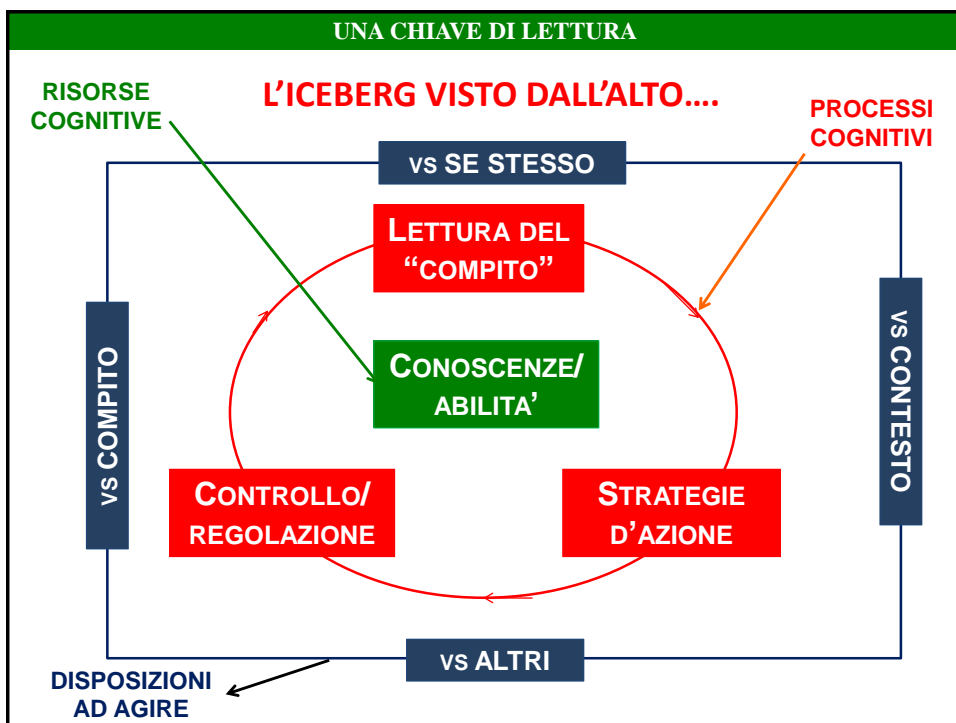 UNA CHIAVE DI LETTURA
L’ICEBERG VISTO DALL’ALTO....
RISORSE
COGNITIVE
PROCESSI
COGNITIVI
VS SE STESSO
LETTURA DEL
“COMPITO”
VS COMPITO
VS CONTESTO
CONOSCENZE/
ABILITA’
CONTROLLO/
REGOLAZIONE
STRATEGIE
D’AZIONE
VS ALTRI
DISPOSIZIONI
AD AGIRE